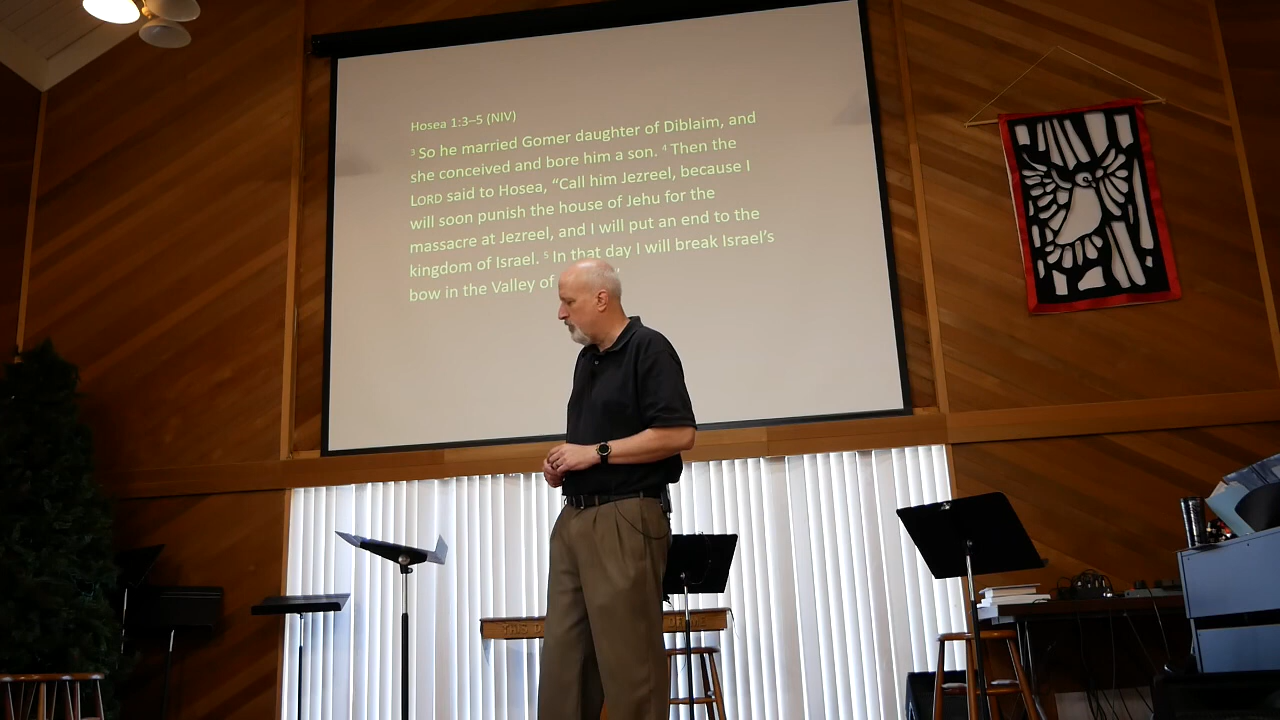 Hosea 1:3–5 (NIV)
3 So he married Gomer daughter of Diblaim, and
she conceived and bore him a son. 4 Then the
LORD said to Hosea, “Call him Jezreel, because I
will soon punish the house of Jehu for the
massacre at Jezreel, and I will put an end to the
kingdom of Israel. 5 In that day I will break Israel’s
bow in the Valley of
THIS D